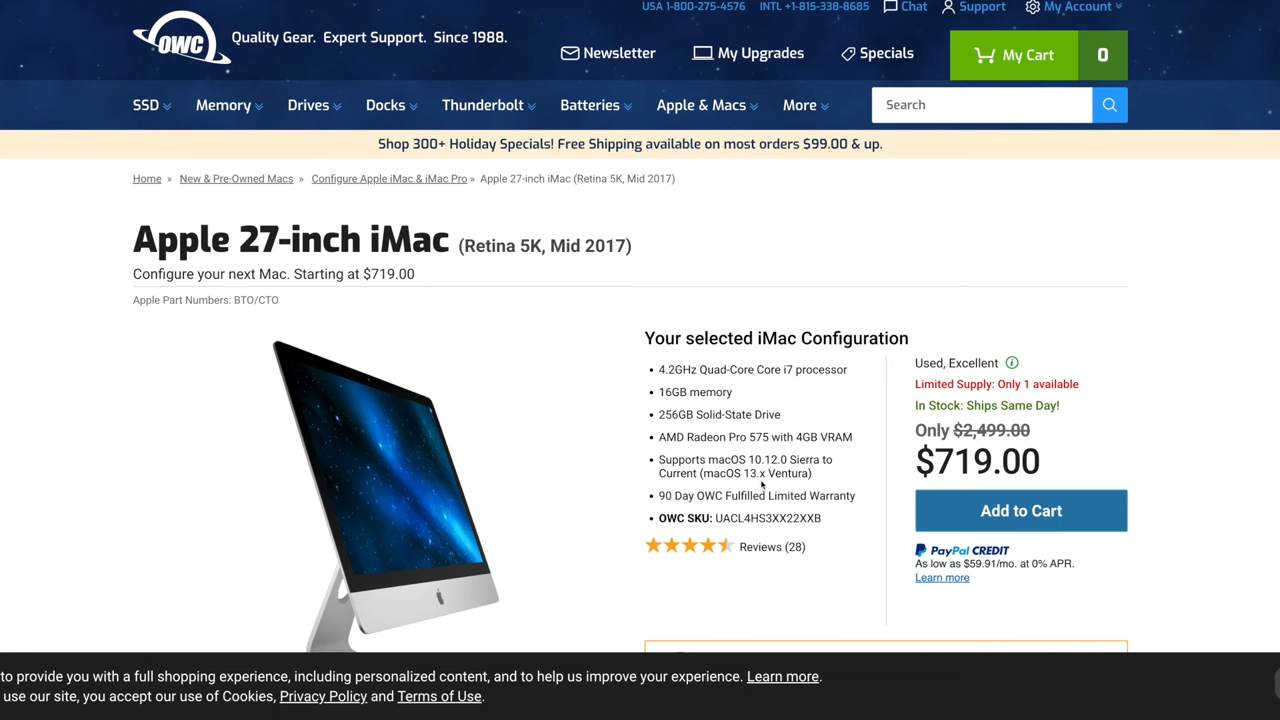 USA 1-800-275-4576 INTL +1-815-338-8685 Chat Support My Account
OWC
Quality Gear. Expert Support. Since 1988.
Newsletter My Upgrades Specials My Cart 0
SSD Memory Drives Docks Thunderbolt Batteries Apple & Macs More Search
Shop 300+ Holiday Specials! Free Shipping available on most orders $99.00 & up.
Home » New & Pre-Owned Macs » Configure Apple iMac & iMac Pro » Apple 27-inch iMac (Retina 5K, Mid 2017)
Apple 27-inch iMac (Retina 5K, Mid 2017)
Configure your next Mac. Starting at $719.00
Apple Part Numbers: BTO/CTO
Your selected iMac Configuration
• 4.2GHz Quad-Core Core i7 processor
• 16GB memory
• 256GB Solid-State Drive
• AMD Radeon Pro 575 with 4GB VRAM
• Supports macOS 10.12.0 Sierra to
Current (macOS 13.x Ventura)
• 90 Day OWC Fulfilled Limited Warranty
• OWC SKU: UACL4HS3XX22XXB
Reviews (28)
Used, Excellent
Limited Supply: Only 1 available
In Stock: Ships Same Day!
Only $2,499.00
$719.00
Add to Cart
PayPal CREDIT
As low as $59.91/mo. at 0% APR.
Learn more
to provide you with a full shopping experience, including personalized content, and to help us improve your experience. Learn more.
use our site, you accept our use of Cookies, Privacy Policy and Terms of Use.